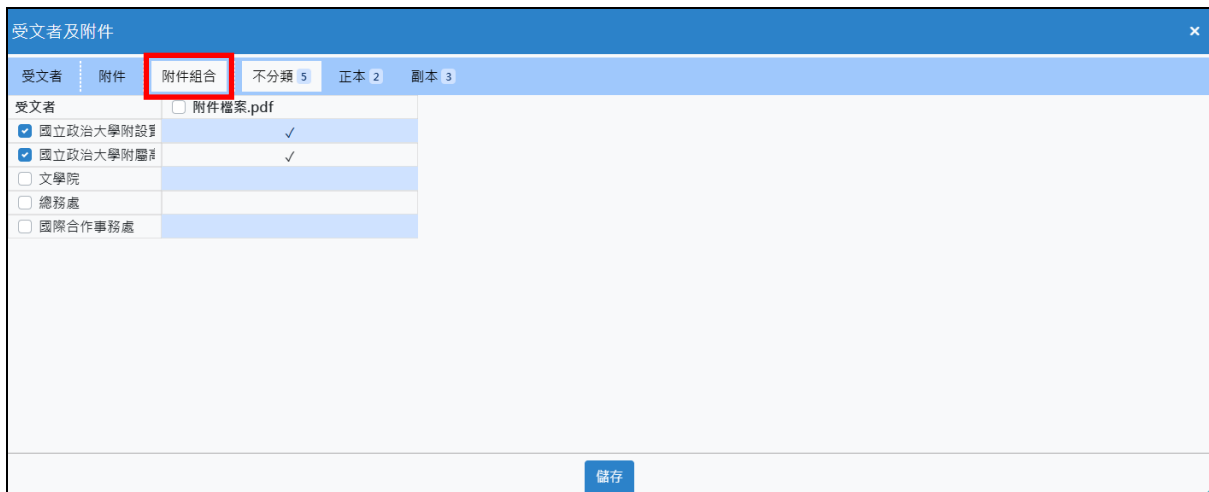 受文者及附件 ×
受文者 附件 附件組合 不分類 5 正本 2 副本 3
受文者 附件檔案.pdf
國立政治大學附設 ✓
國立政治大學附屬 ✓
文學院
總務處
國際合作事務處
儲存